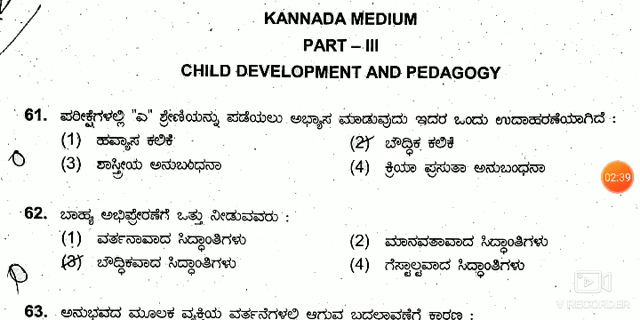 KANNADA MEDIUM
PART – III
CHILD DEVELOPMENT AND PEDAGOGY
61. ಪರೀಕ್ಷೆಗಳಲ್ಲಿ "ಎ" ಶ್ರೇಣಿಯನ್ನು ಪಡೆಯಲು ಅಭ್ಯಾಸ ಮಾಡುವುದು ಇದರ ಒಂದು ಉದಾಹರಣೆಯಾಗಿದೆ :
(1) ಹವ್ಯಾಸ ಕಲಿಕೆ (2) ಬೌದ್ಧಿಕ ಕಲಿಕೆ
(3) ಶಾಸ್ತ್ರೀಯ ಅನುಬಂಧನಾ (4) ಕ್ರಿಯಾ ಪ್ರಸುತಾ ಅನುಬಂಧನಾ
02:39
62. ಬಾಹ್ಯ ಅಭಿಪ್ರೇರಣೆಗೆ ಒತ್ತು ನೀಡುವವರು :
(1) ವರ್ತನಾವಾದ ಸಿದ್ಧಾಂತಿಗಳು (2) ಮಾನವತಾವಾದ ಸಿದ್ಧಾಂತಿಗಳು
(3) ಬೌದ್ಧಿಕವಾದ ಸಿದ್ಧಾಂತಿಗಳು (4) ಗೆಸ್ಟಾಲ್ಟವಾದ ಸಿದ್ಧಾಂತಿಗಳು
V RECORDER
63. ಅನುಭವದ ಮೂಲಕ ವ್ಯಕ್ತಿಯ ವರ್ತನೆಗಳಲ್ಲಿ ಆಗುವ ಬದಲಾವಣೆಗೆ ಕಾರಣ :